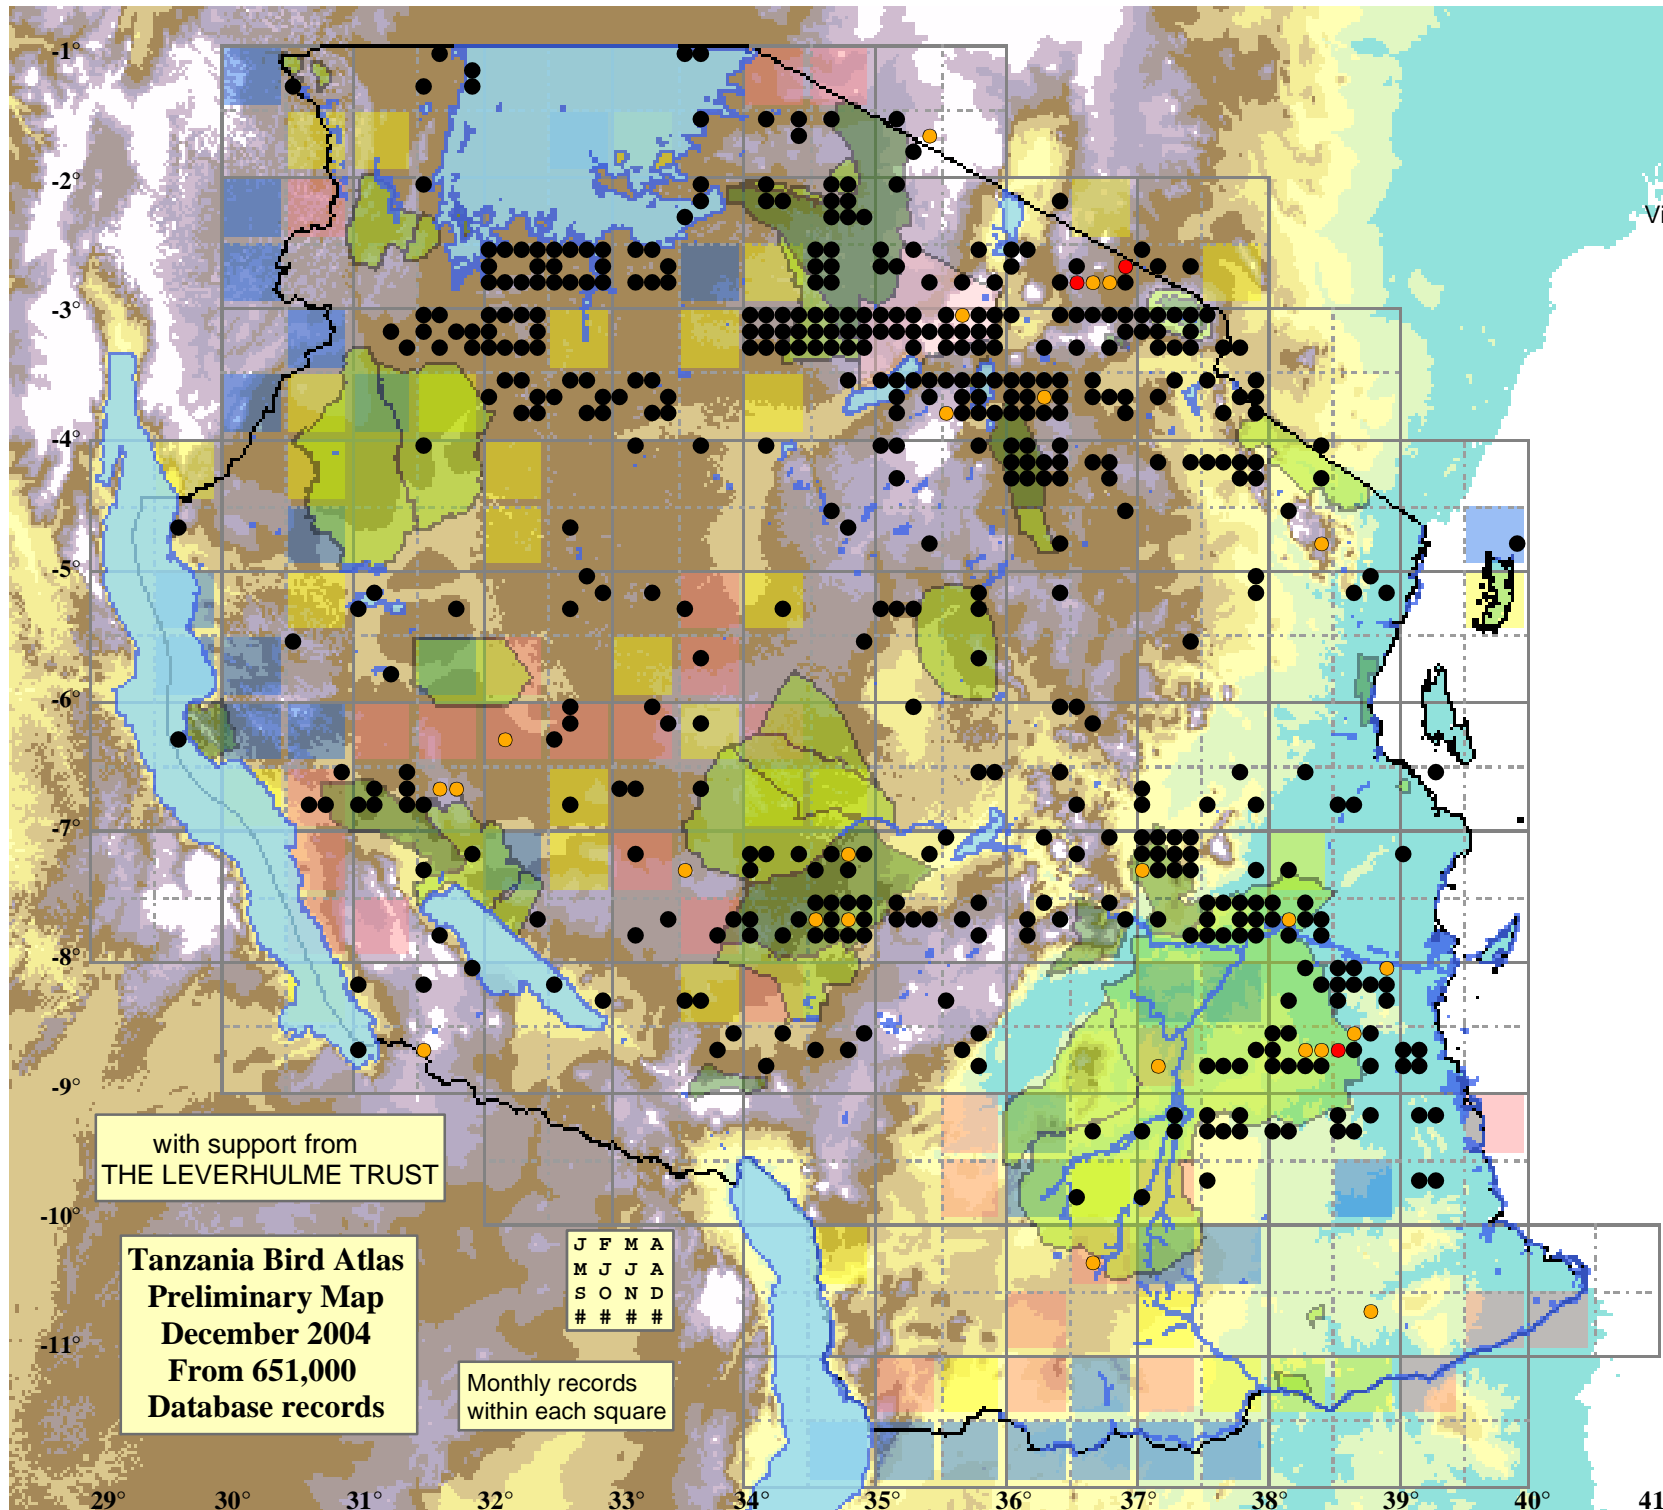 -1°
-2°
Vi
-3°
-4°
-5°
-6°
-7°
-8°
-9°
with support from
THE LEVERHULME TRUST
-10°
Tanzania Bird Atlas
Preliminary Map
December 2004
From 651,000
Database records
J F M A
M J J A
S O N D
# # # #
-11°
Monthly records
within each square
29° 30° 31° 32° 33° 34° 35° 36° 37° 38° 39° 40° 41